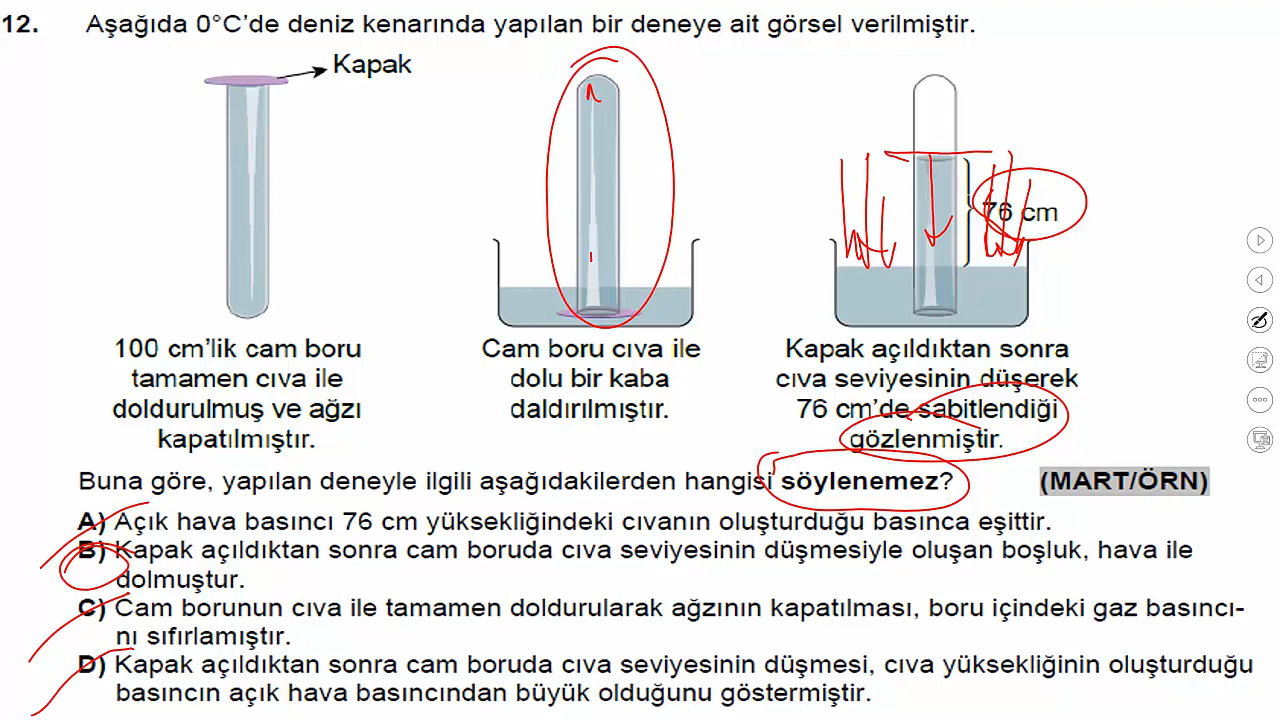 12. Aşağıda 0°C'de deniz kenarında yapılan bir deneye ait görsel verilmiştir.
Kapak
76 cm
100 cm'lik cam boru
tamamen cıva ile
doldurulmuş ve ağzı
kapatılmıştır.
Cam boru cıva ile
dolu bir kaba
daldırılmıştır.
Kapak açıldıktan sonra
cıva seviyesinin düşerek
76 cm'de sabitlendiği
gözlenmiştir.
Buna göre, yapılan deneyle ilgili aşağıdakilerden hangisi söylenemez? (MART/ÖRN)
A) Açık hava basıncı 76 cm yüksekliğindeki cıvanın oluşturduğu basınca eşittir.
B) Kapak açıldıktan sonra cam boruda cıva seviyesinin düşmesiyle oluşan boşluk, hava ile
dolmuştur.
C) Cam borunun cıva ile tamamen doldurularak ağzının kapatılması, boru içindeki gaz basıncı-
nı sıfırlamıştır.
D) Kapak açıldıktan sonra cam boruda cıva seviyesinin düşmesi, cıva yüksekliğinin oluşturduğu
basıncın açık hava basıncından büyük olduğunu göstermiştir.